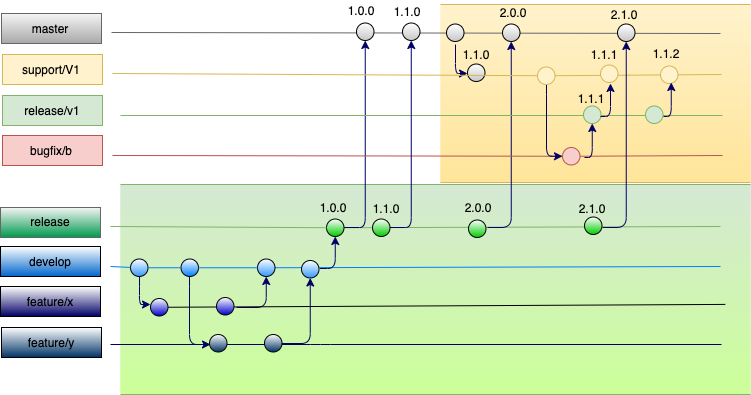 1.0.0
1.1.0
2.0.0
2.1.0
master
1.1.0
1.1.1
1.1.2
support/V1
1.1.1
release/v1
bugfix/b
1.0.0
1.1.0
2.0.0
2.1.0
release
develop
feature/x
feature/y